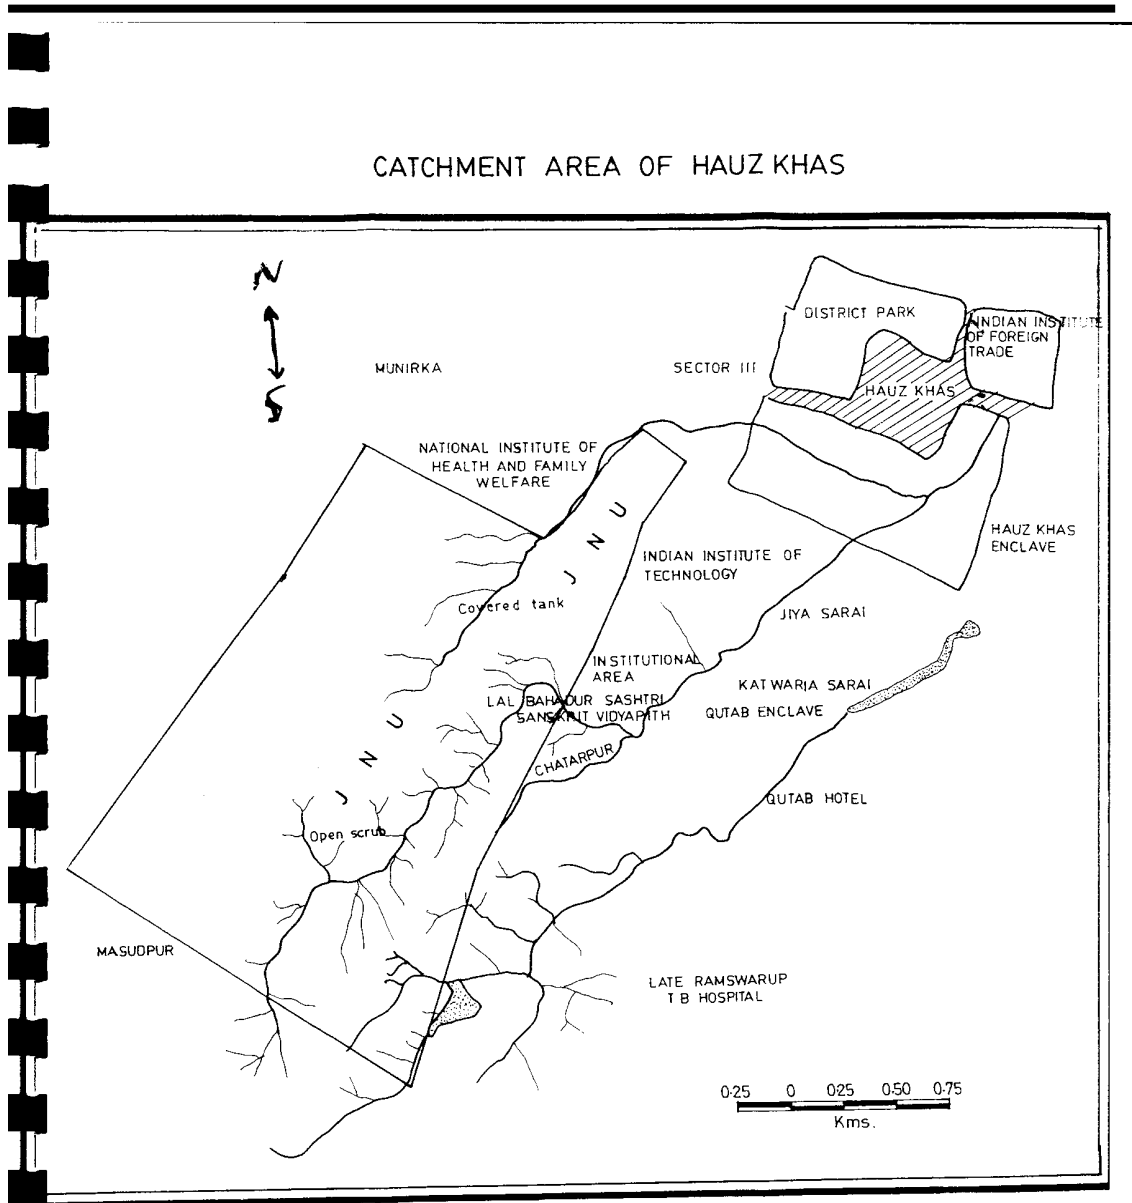 CATCHMENT AREA OF HAUZ KHAS
N
S
DISTRICT PARK
INDIAN INSTITUTE
OF FOREIGN
TRADE
MUNIRKA
SECTOR III
HAUZ KHAS
NATIONAL INSTITUTE OF
HEALTH AND FAMILY
WELFARE
JNU
HAUZ KHAS
ENCLAVE
INDIAN INSTITUTE OF
TECHNOLOGY
Covered tank
JIYA SARAI
INSTITUTIONAL
AREA
KATWARIA SARAI
LAL BAHADUR SASHTRI
SANSKRIT VIDYAPITH
QUTAB ENCLAVE
JNU
CHATARPUR
QUTAB HOTEL
Open scrub
MASUDPUR
LATE RAMSWARUP
T B HOSPITAL
0·25 0 0·25 0·50 0·75
Kms.